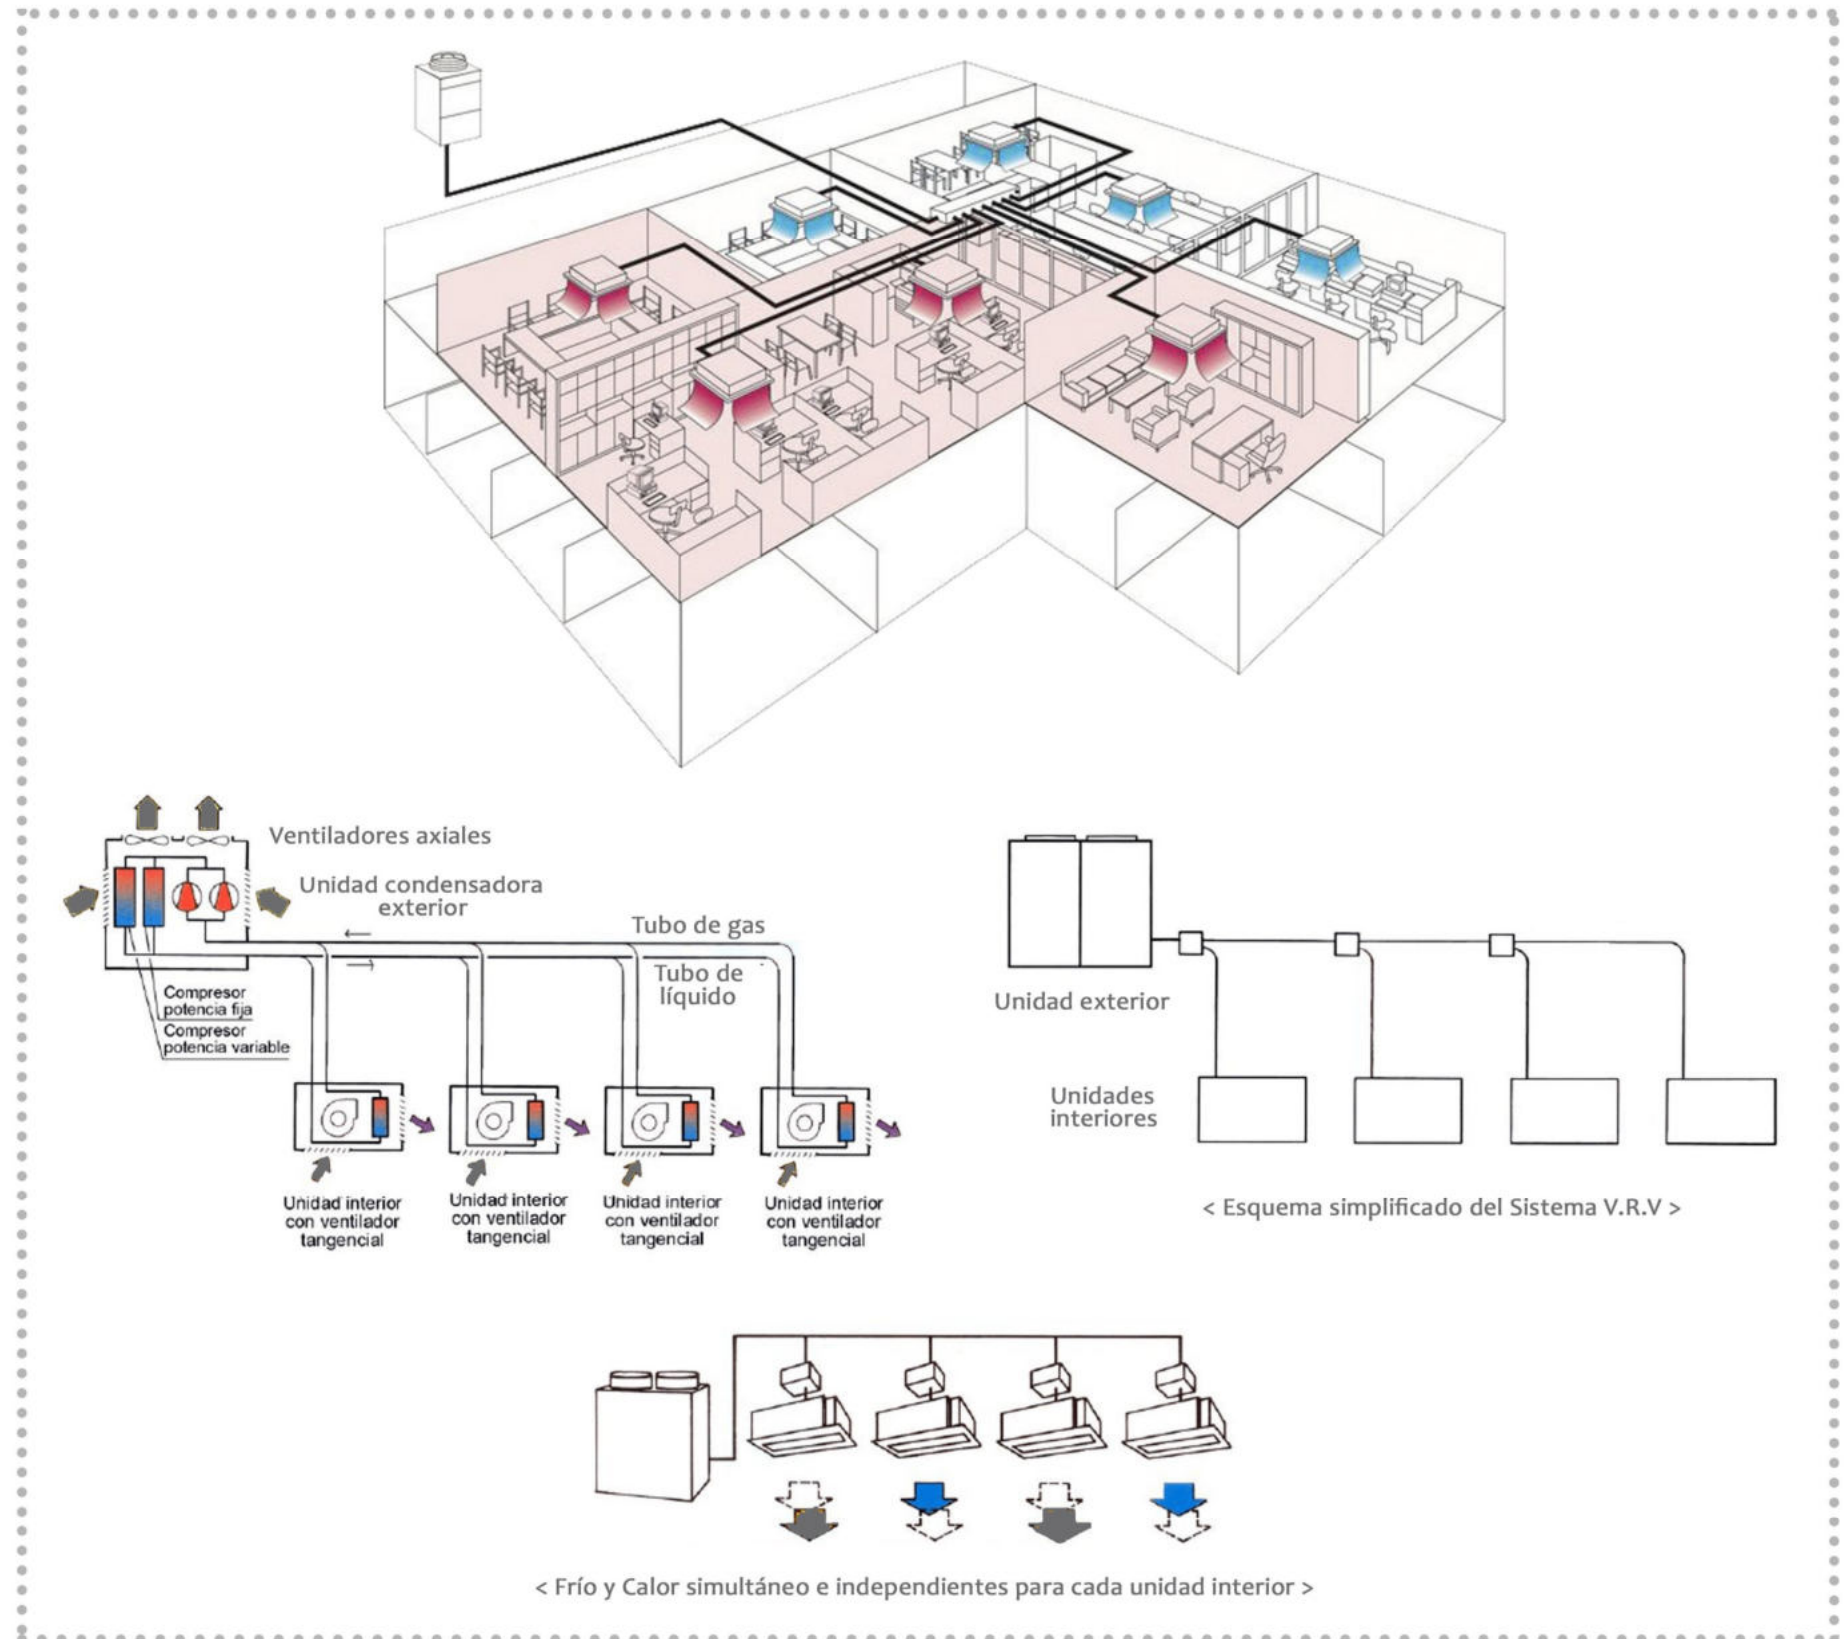 Ventiladores axiales
Unidad condensadora
exterior
Tubo de gas
Tubo de
líquido
Compresor
potencia fija
Compresor
potencia variable
Unidad interior
con ventilador
tangencial
Unidad interior
con ventilador
tangencial
Unidad interior
con ventilador
tangencial
Unidad interior
con ventilador
tangencial
Unidad exterior
Unidades
interiores
< Esquema simplificado del Sistema V.R.V >
< Frío y Calor simultáneo e independientes para cada unidad interior >